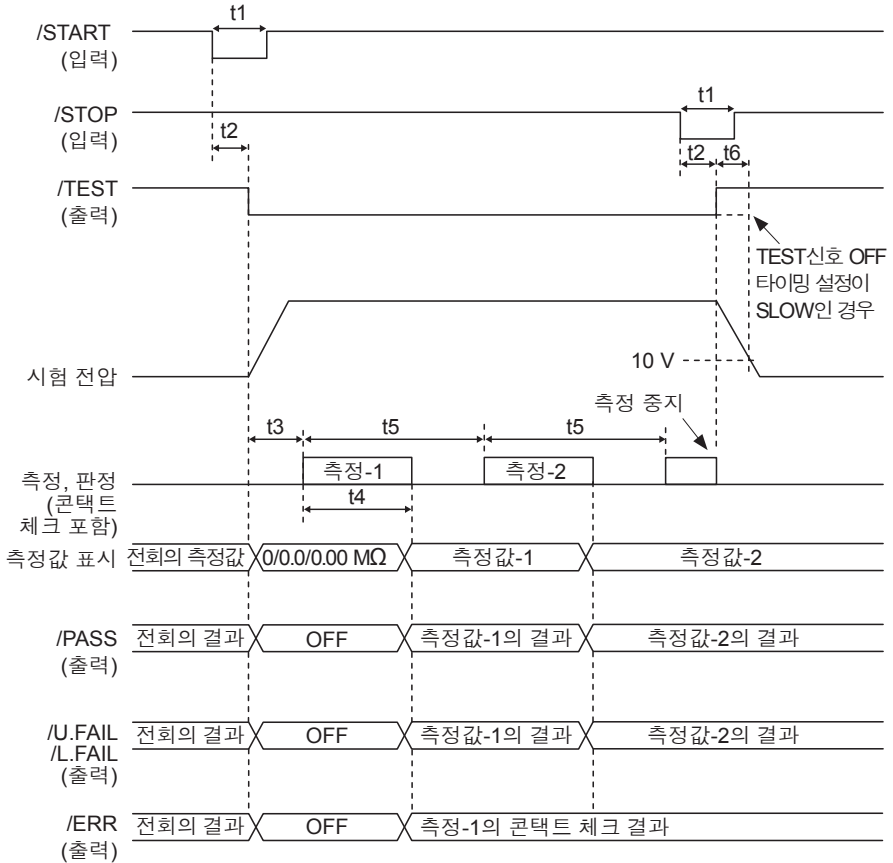 t1
/START
(입력)
t1
/STOP
(입력)
t2
t2
t6
/TEST
(출력)
TEST신호 OFF
타이밍 설정이
SLOW인 경우
10 V
시험 전압
측정 중지
t3
t5
t5
측정-1
측정-2
측정, 판정
(콘택트
체크 포함)
t4
측정값 표시
전회의 측정값
0/0.0/0.00 MΩ
측정값-1
측정값-2
/PASS
(출력)
전회의 결과
OFF
측정값-1의 결과
측정값-2의 결과
/U.FAIL
/L.FAIL
(출력)
전회의 결과
OFF
측정값-1의 결과
측정값-2의 결과
/ERR
(출력)
전회의 결과
OFF
측정-1의 콘택트 체크 결과